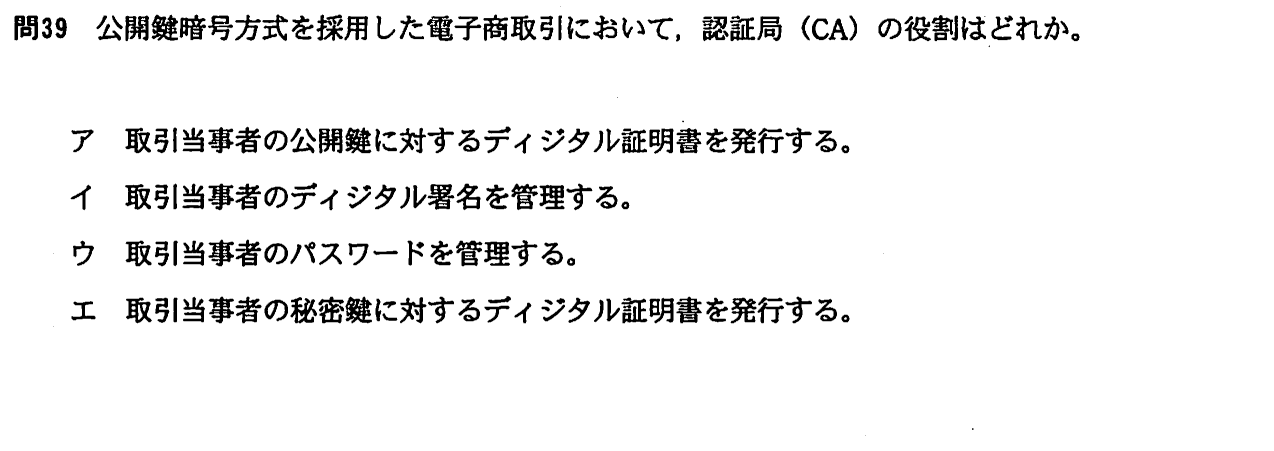 問39 公開鍵暗号方式を採用した電子商取引において，認証局（CA）の役割はどれか。
ア 取引当事者の公開鍵に対するディジタル証明書を発行する。
イ 取引当事者のディジタル署名を管理する。
ウ 取引当事者のパスワードを管理する。
エ 取引当事者の秘密鍵に対するディジタル証明書を発行する。